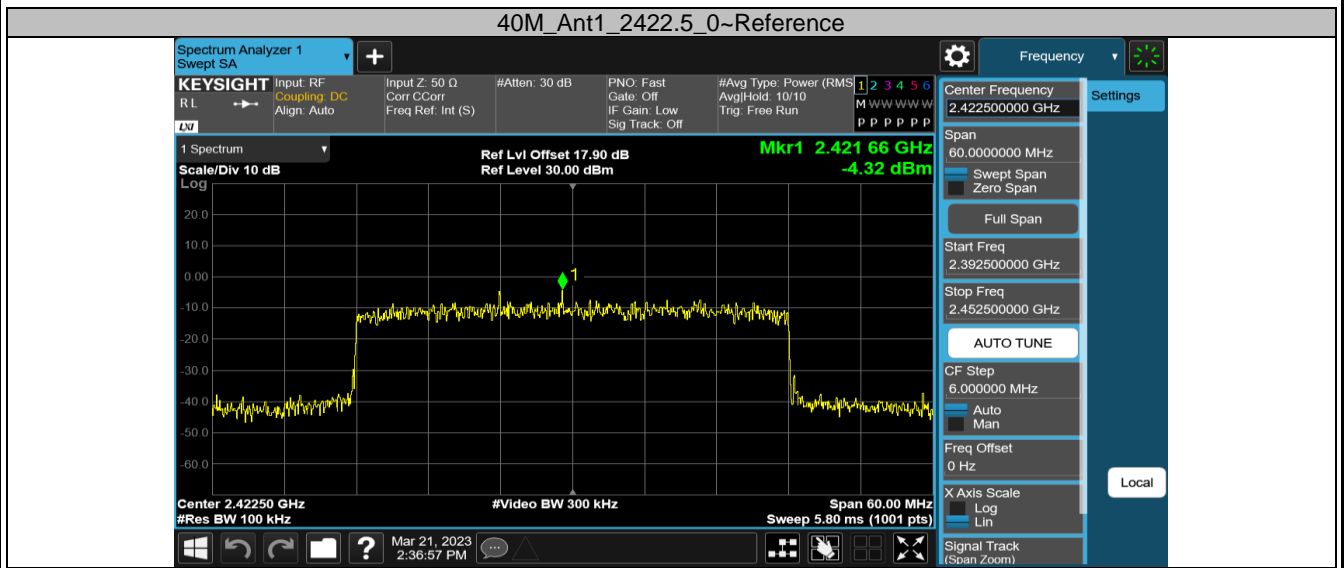 40M_Ant1_2422.5_0~Reference
Spectrum Analyzer 1
Swept SA
+
Frequency
KEYSIGHT
RL
LXI
Input: RF
Coupling: DC
Align: Auto
Input Z: 50 Ω
Corr CCorr
Freq Ref: Int (S)
#Atten: 30 dB
PNO: Fast
Gate: Off
IF Gain: Low
Sig Track: Off
#Avg Type: Power (RMS
Avg|Hold: 10/10
Trig: Free Run
1 2 3 4 5 6
M W W W W W
P P P P P P
1 Spectrum
Scale/Div 10 dB
Log
Ref Lvl Offset 17.90 dB
Ref Level 30.00 dBm
Mkr1 2.421 66 GHz
-4.32 dBm
20.0
10.0
0.00
-10.0
-20.0
-30.0
-40.0
-50.0
-60.0
1
Center 2.42250 GHz
#Res BW 100 kHz
#Video BW 300 kHz
Span 60.00 MHz
Sweep 5.80 ms (1001 pts)
Center Frequency
2.422500000 GHz
Span
60.0000000 MHz
Swept Span
Zero Span
Full Span
Start Freq
2.392500000 GHz
Stop Freq
2.452500000 GHz
AUTO TUNE
CF Step
6.000000 MHz
Auto
Man
Freq Offset
0 Hz
X Axis Scale
Log
Lin
Signal Track
(Span Zoom)
Settings
Local
?
Mar 21, 2023
2:36:57 PM